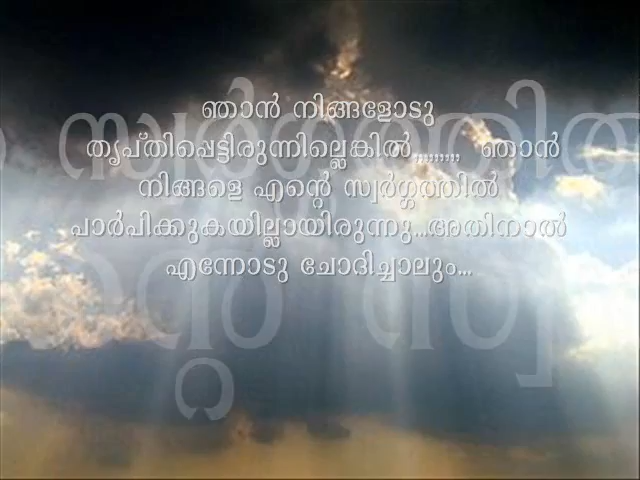 ഞാൻ നിങ്ങളോടു
തൃപ്തിപ്പെട്ടിരുന്നില്ലെങ്കിൽ,,,,,,,,, ഞാൻ
നിങ്ങളെ എന്റെ സ്വർഗ്ഗത്തിൽ
പാർപിക്കുകയില്ലായിരുന്നു...അതിനാൽ
എന്നോടു ചോദിച്ചാലും...